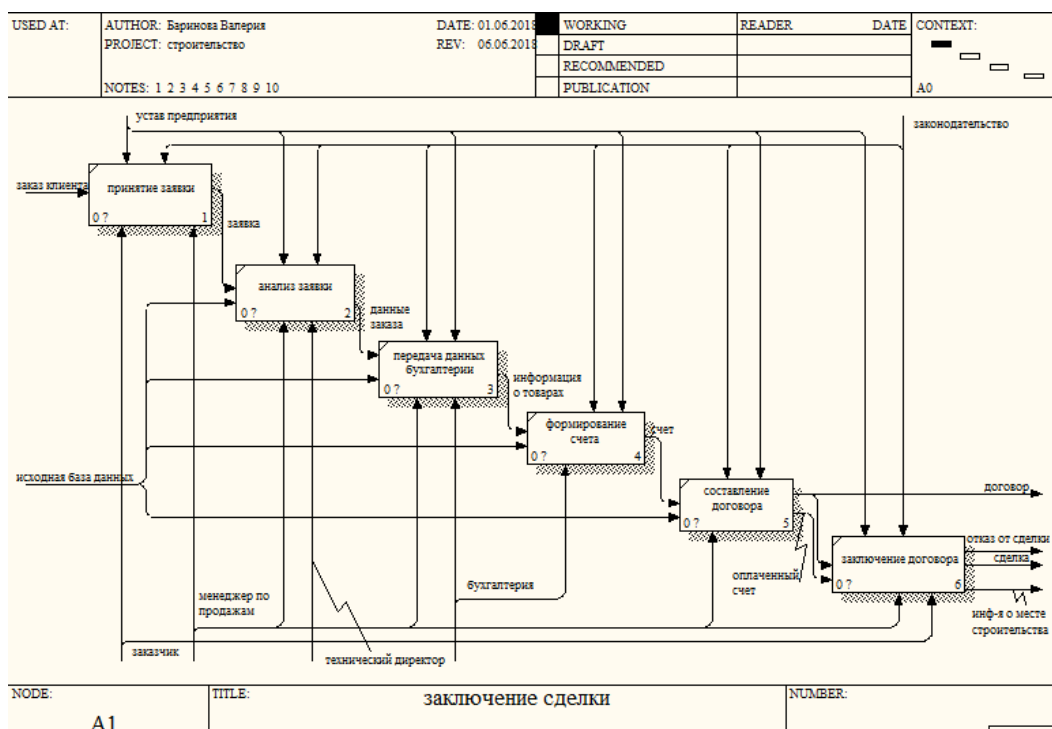 USED AT:
AUTHOR: Баринова Валерия
DATE: 01.06.2018
PROJECT: строительство
REV: 06.06.2018
NOTES: 1 2 3 4 5 6 7 8 9 10
WORKING
DRAFT
RECOMMENDED
PUBLICATION
READER
DATE
CONTEXT:
A0
устав предприятия
законодательство
заказ клиента
принятие заявки
0 ?
1
заявка
анализ заявки
0 ?
2
данные
заказа
передача данных
бухгалтерии
0 ?
3
информация
о товарах
формирование
счета
0 ?
4
счет
исходная база данных
составление
договора
0 ?
5
договор
отказ от сделки
сделка
заключение договора
0 ?
6
оплаченный
счет
бухгалтерия
менеджер по
продажам
инф-я о месте
строительства
заказчик
технический директор
NODE:
A1
TITLE:
заключение сделки
NUMBER: